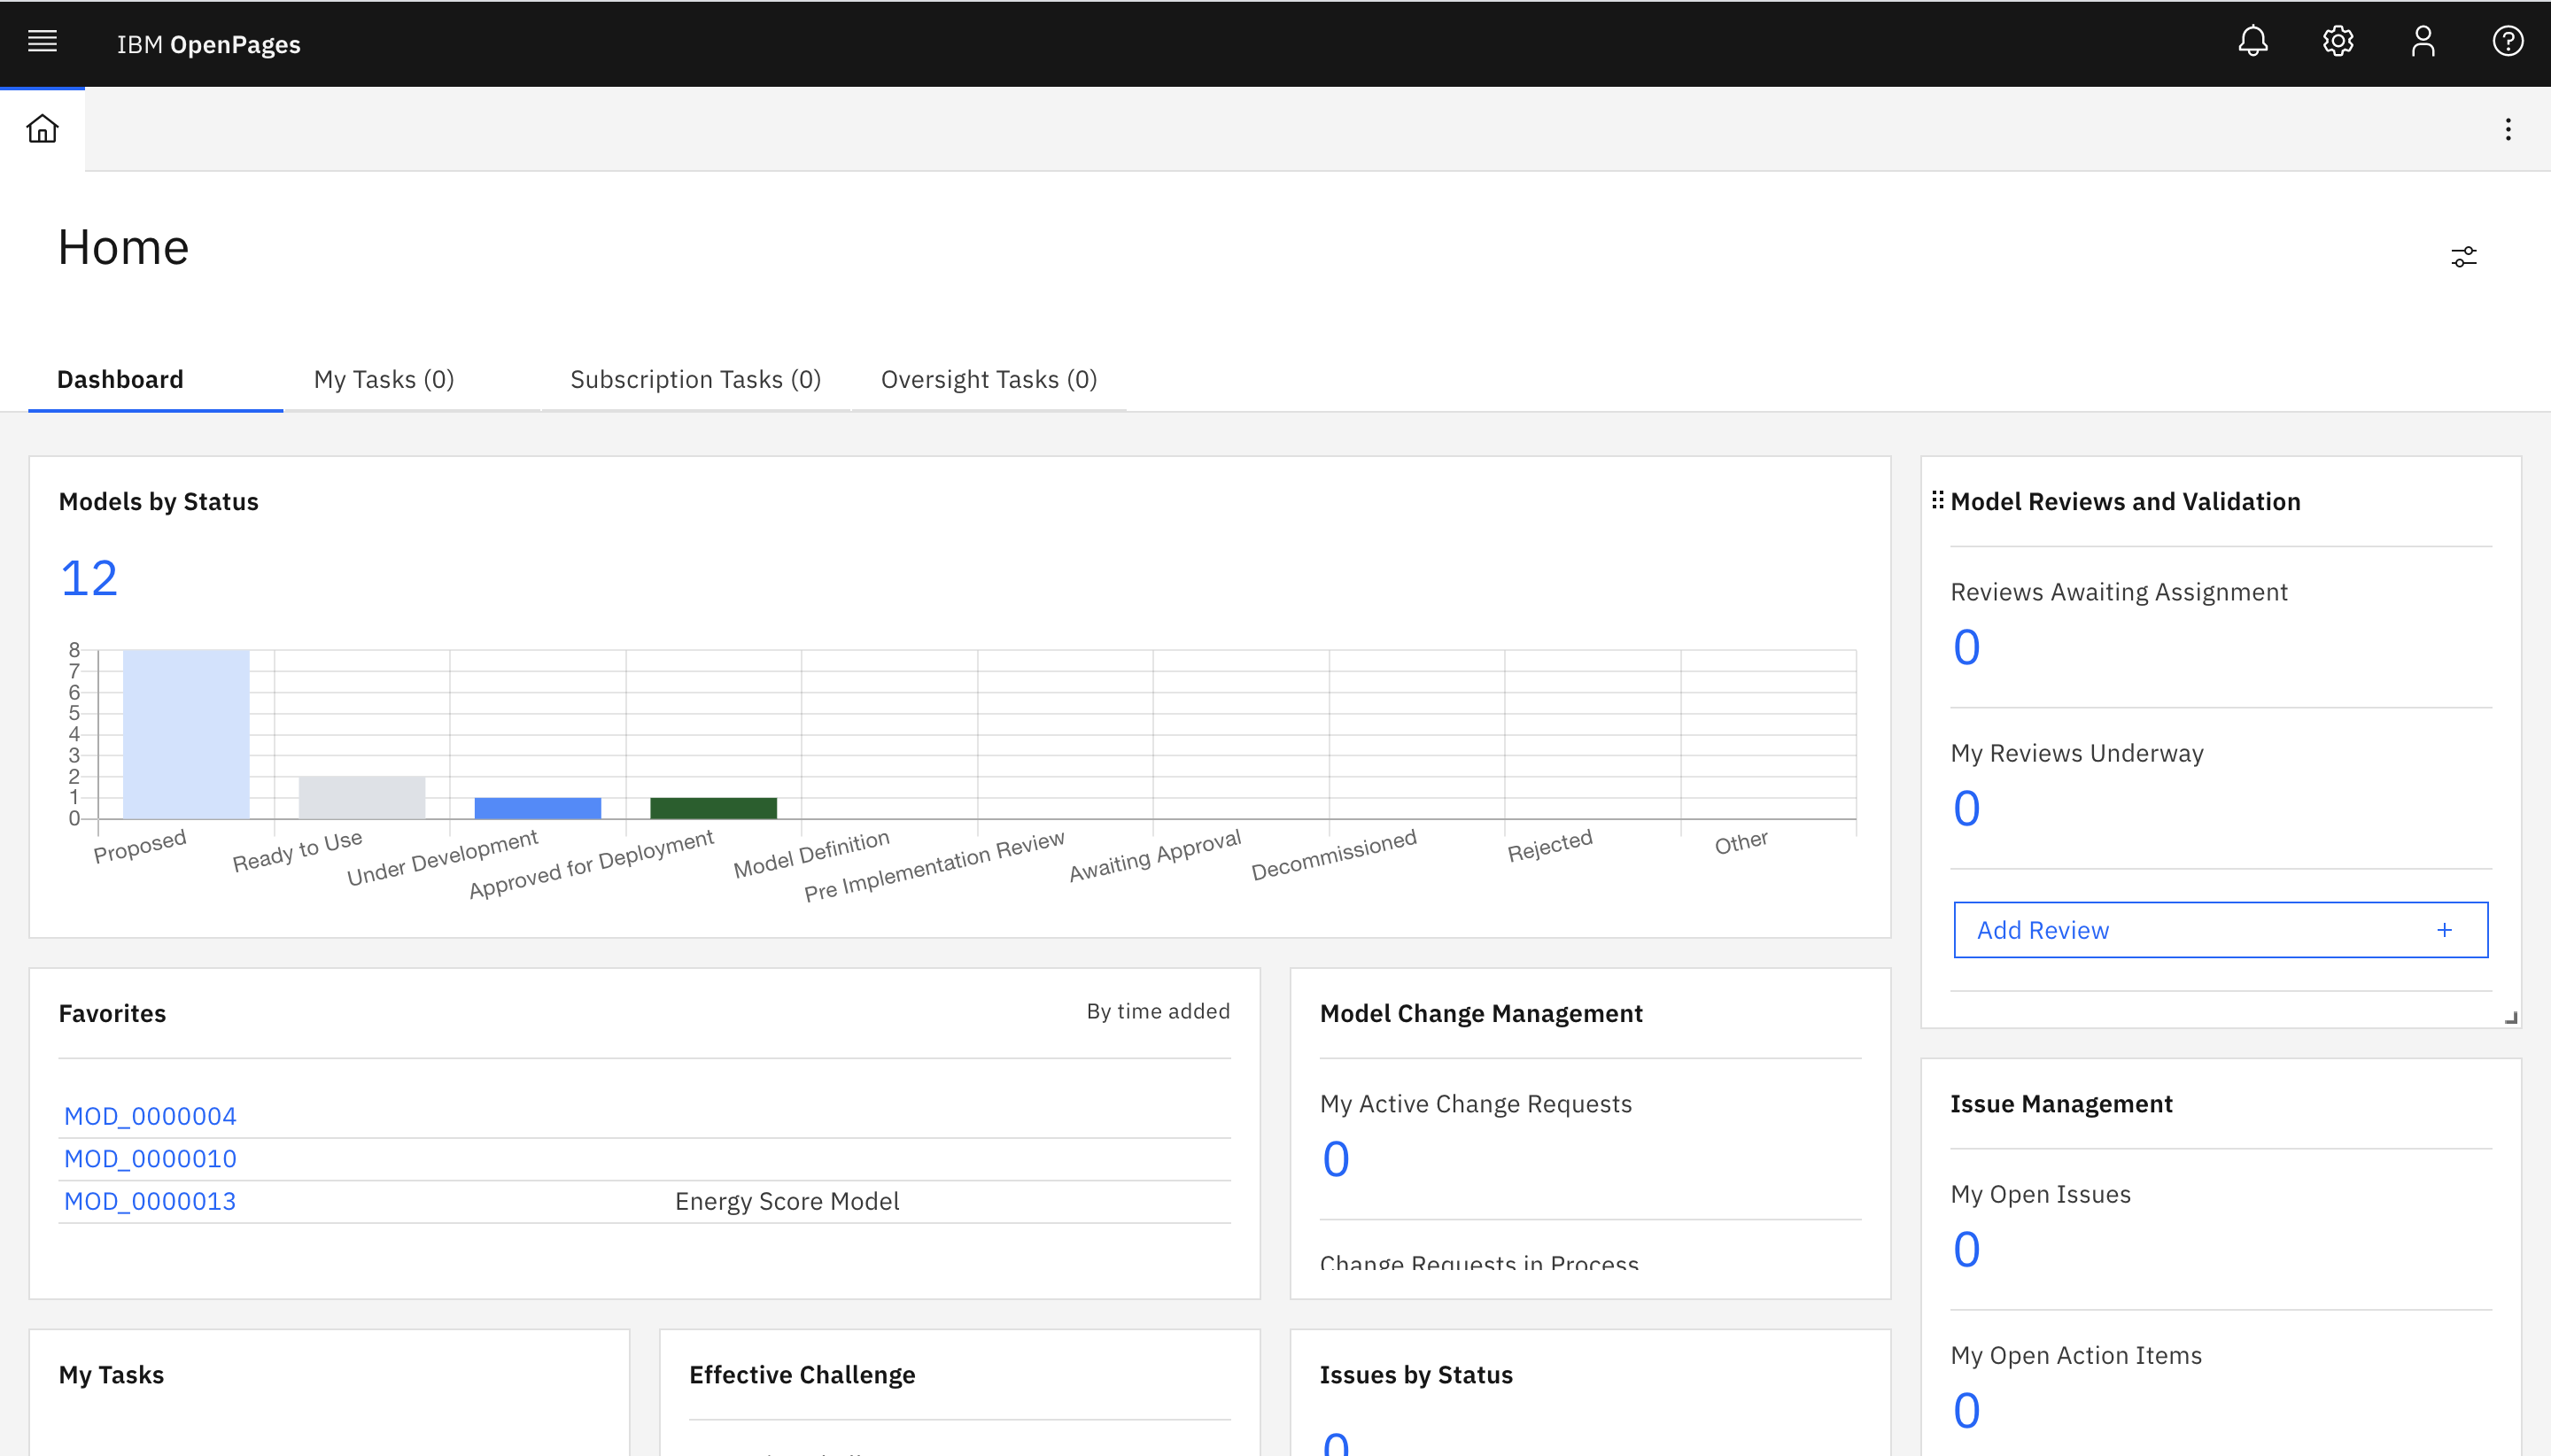 IBM OpenPages
Home
Dashboard
My Tasks (0)
Subscription Tasks (0)
Oversight Tasks (0)
Models by Status
12
8
7
6
5
4
3
2
1
0
Proposed
Ready to Use
Under Development
Approved for Deployment
Model Definition
Pre Implementation Review
Awaiting Approval
Decommissioned
Rejected
Other
Model Reviews and Validation
Reviews Awaiting Assignment
0
My Reviews Underway
0
Add Review +
Favorites
By time added
MOD_0000004
MOD_0000010
MOD_0000013 Energy Score Model
Model Change Management
My Active Change Requests
0
Change Requests in Process
Issue Management
My Open Issues
0
My Open Action Items
0
My Tasks
Effective Challenge
Issues by Status
0